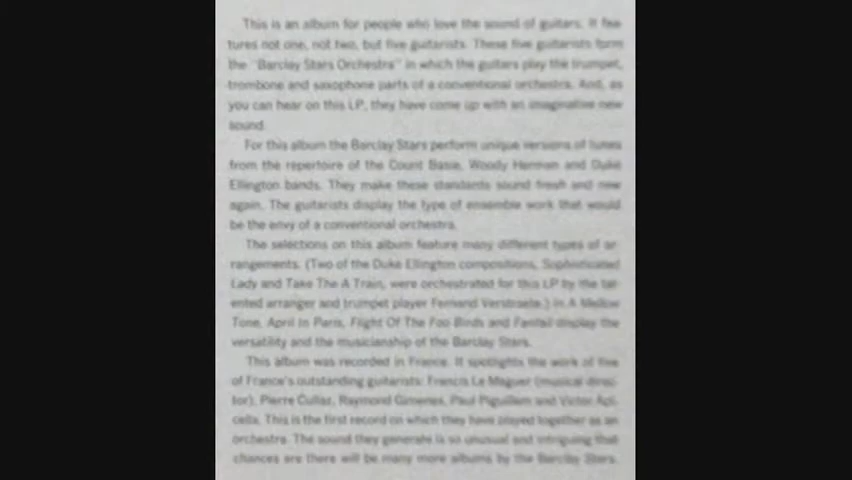 This is an album for people who love the sound of guitars. It fea
tures not one, not two, but five guitarists. These five guitarists form
the "Barclay Stars Orchestra" in which the guitars play the trumpet,
trombone and saxophone parts of a conventional orchestra. And, as
you can hear on this LP, they have come up with an imaginative new
sound.
For this album the Barclay Stars perform unique versions of tunes
from the repertoire of the Count Basie, Woody Herman and Duke
Ellington bands. They make these standards sound fresh and new
again. The guitarists display the type of ensemble work that would
be the envy of a conventional orchestra.
The selections on this album feature many different types of ar-
rangements. (Two of the Duke Ellington compositions, Sophisticated
Lady and Take The A Train, were orchestrated for this LP by the tal-
ented arranger and trumpet player Fernand Verstraete.) In A Mellow
Tone, April In Paris, Flight Of The Foo Birds and Fantail display the
versatility and the musicianship of the Barclay Stars.
This album was recorded in France. It spotlights the work of five
of France's outstanding guitarists: Francis Le Maguer (musical direc-
tor), Pierre Cullaz, Raymond Gimenes, Paul Piguillem and Victor Api-
cella. This is the first record on which they have played together as an
orchestra. The sound they generate is so unusual and intriguing that
chances are there will be many more albums by the Barclay Stars.